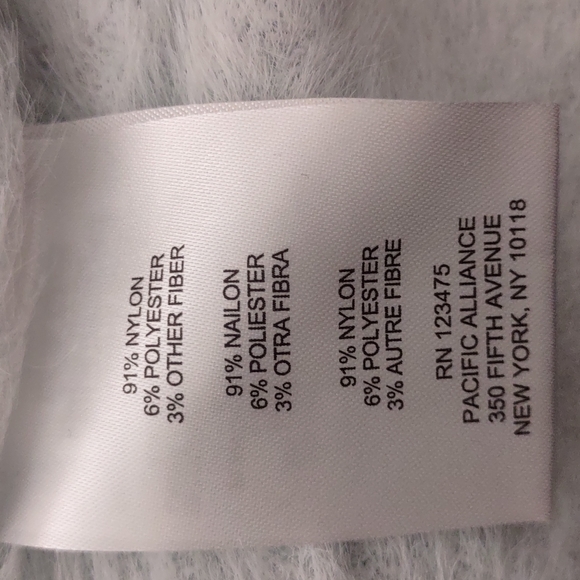 91% NYLON
6% POLYESTER
3% OTHER FIBER
91% NAILON
6% POLIESTER
3% OTRA FIBRA
91% NYLON
6% POLYESTER
3% AUTRE FIBRE
RN 123475
PACIFIC ALLIANCE
350 FIFTH AVENUE
NEW YORK, NY 10118